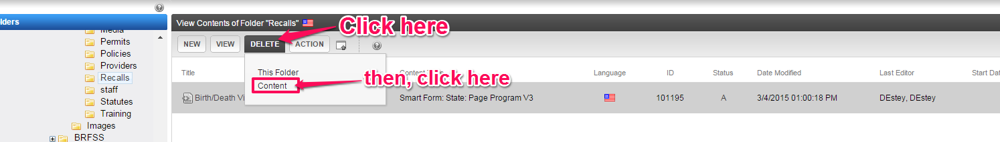 lders
View Contents of Folder "Recalls"
Click here
Media
Permits
Policies
Providers
Recalls
staff
Statutes
Training
Images
BRFSS
NEW VIEW DELETE ACTION
This Folder
Content
then, click here
Title Language ID Status Date Modified Last Editor Start Dat
Birth/Death Vi Smart Form: State: Page Program V3 101195 A 3/4/2015 01:00:18 PM DEstey, DEstey